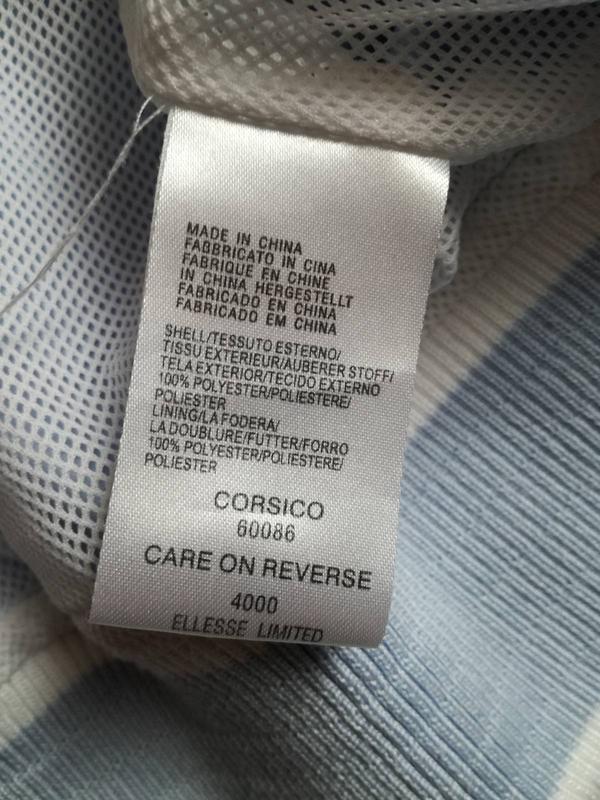 MADE IN CHINA
FABBRICATO IN CINA
FABRIQUE EN CHINE
IN CHINA HERGESTELLT
FABRICADO EN CHINA
FABRICADO EM CHINA
SHELL/TESSUTO ESTERNO/
TISSU EXTERIEUR/AUBERER STOFF/
TELA EXTERIOR/TECIDO EXTERNO
100% POLYESTER/POLIESTERE/
POLIESTER
LINING/LA FODERA/
LA DOUBLURE/FUTTER/FORRO
100% POLYESTER/POLIESTERE/
POLIESTER
CORSICO
60086
CARE ON REVERSE
4000
ELLESSE LIMITED